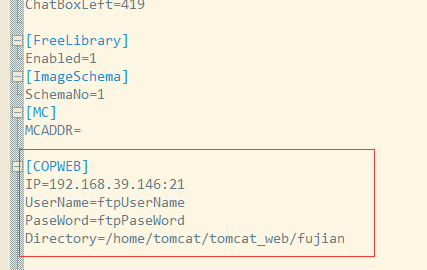 ChatBoxLeft=419
[FreeLibrary]
Enabled=1
[ImageSchema]
SchemaNo=1
[MC]
MCADDR=
[COPWEB]
IP=192.168.39.146:21
UserName=ftpUserName
PaseWord=ftpPaseWord
Directory=/home/tomcat/tomcat_web/fujian